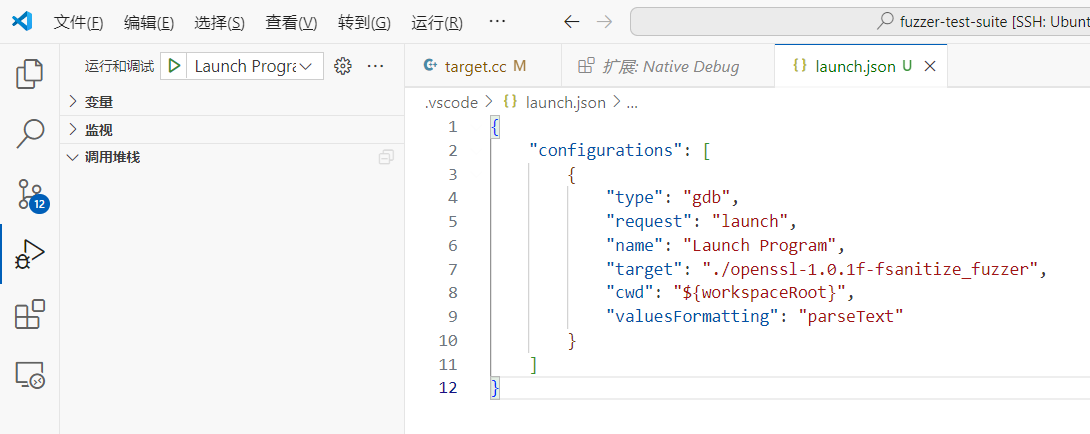 文件(F) 编辑(E) 选择(S) 查看(V) 转到(G) 运行(R) ··· fuzzer-test-suite [SSH: Ubunt
运行和调试 Launch Progra
变量
监视
调用堆栈
12
target.cc M 扩展: Native Debug launch.json U
.vscode > {} launch.json > ...
1 {
2 "configurations": [
3 {
4 "type": "gdb",
5 "request": "launch",
6 "name": "Launch Program",
7 "target": "./openssl-1.0.1f-fsanitize_fuzzer",
8 "cwd": "${workspaceRoot}",
9 "valuesFormatting": "parseText"
10 }
11 ]
12 }